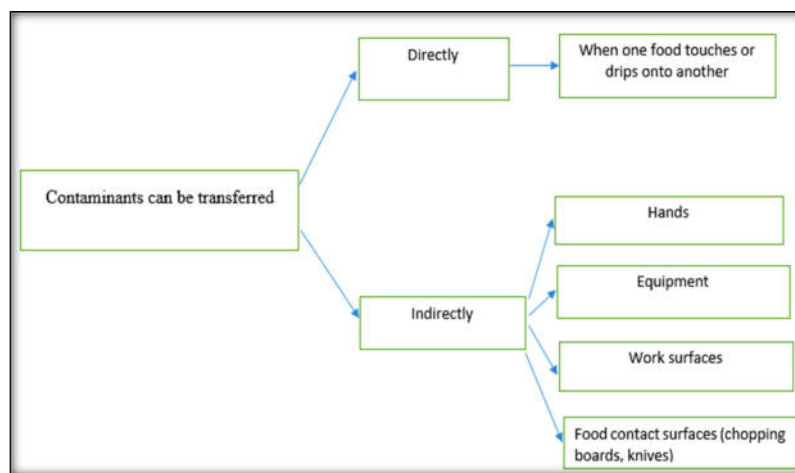 Directly
When one food touches or
drips onto another
Contaminants can be transferred
Hands
Equipment
Indirectly
Work surfaces
Food contact surfaces (chopping
boards, knives)